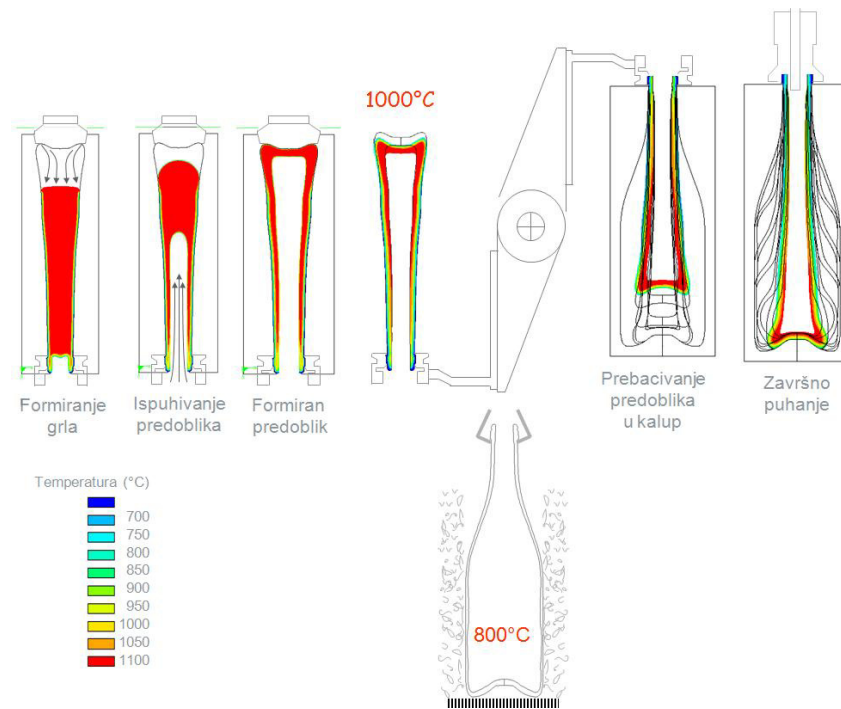 1000°C
Formiranje
grla
Ispuhivanje
predoblika
Formiran
predoblik
Prebacivanje
predoblika
u kalup
Završno
puhanje
Temperatura (°C)
700
750
800
850
900
950
1000
1050
1100
800°C